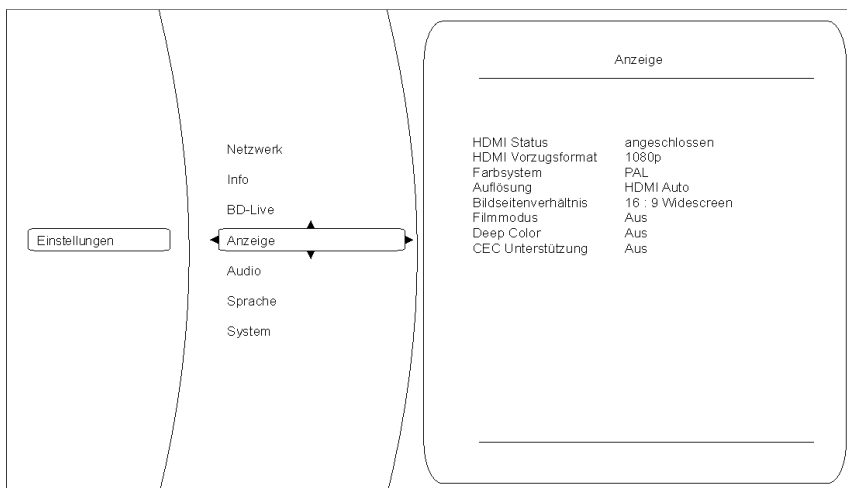 Einstellungen
Netzwerk
Info
BD-Live
Anzeige
Audio
Sprache
System
Anzeige
HDMI Status angeschlossen
HDMI Vorzugsformat 1080p
Farbsystem PAL
Auflösung HDMI Auto
Bildseitenverhältnis 16 : 9 Widescreen
Filmmodus Aus
Deep Color Aus
CEC Unterstützung Aus